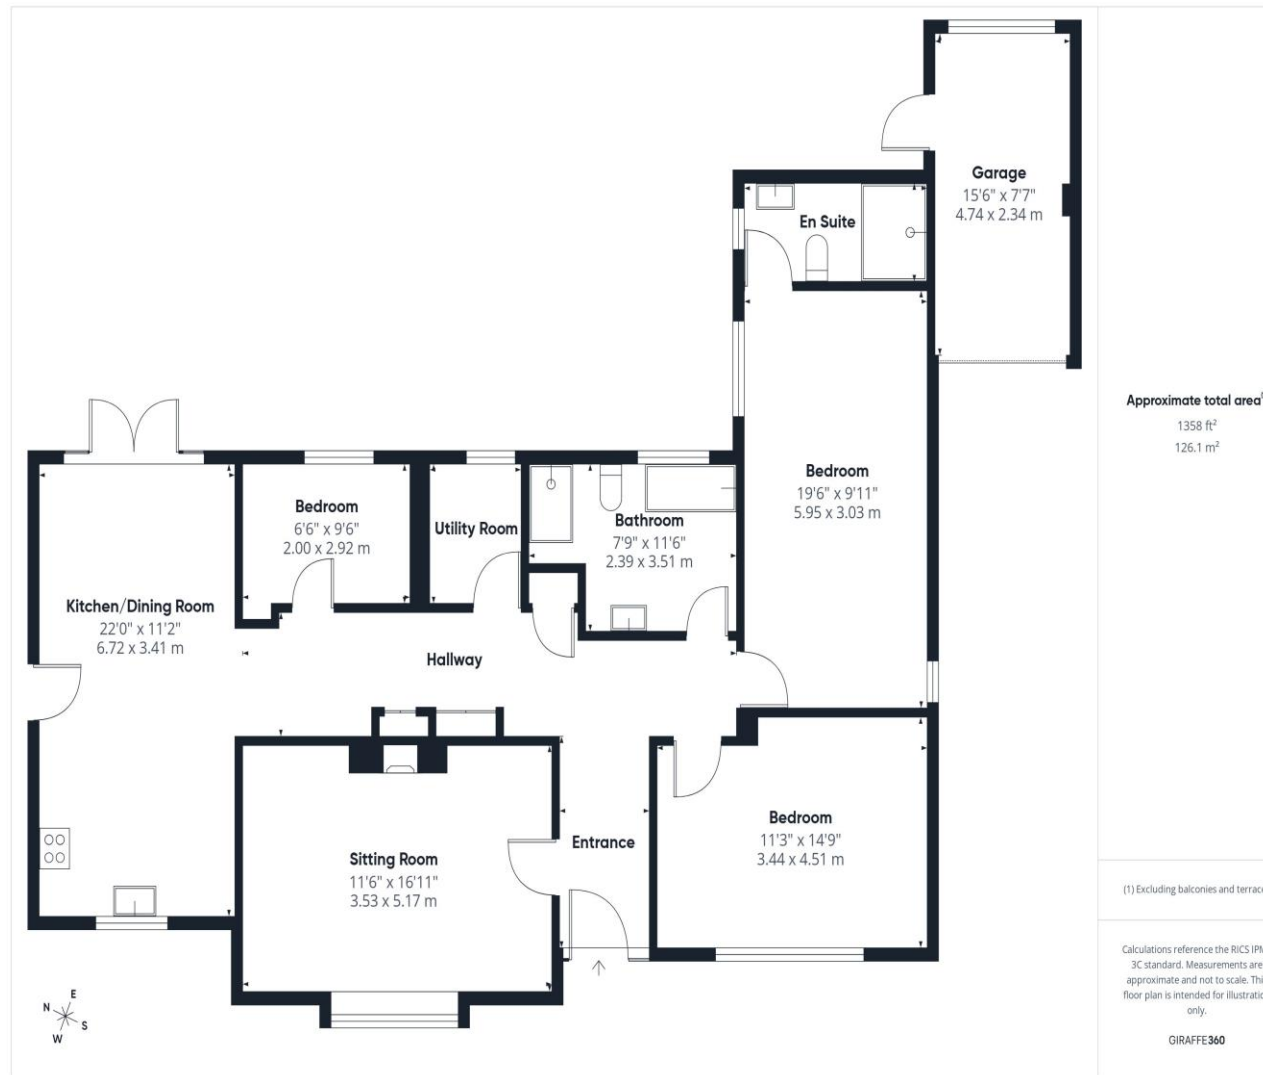 Garage
15'6" x 7'7"
4.74 x 2.34 m
En Suite
Bedroom
19'6" x 9'11"
5.95 x 3.03 m
Bedroom
6'6" x 9'6"
2.00 x 2.92 m
Utility Room
Bathroom
7'9" x 11'6"
2.39 x 3.51 m
Kitchen/Dining Room
22'0" x 11'2"
6.72 x 3.41 m
Hallway
Sitting Room
11'6" x 16'11"
3.53 x 5.17 m
Entrance
Bedroom
11'3" x 14'9"
3.44 x 4.51 m
N
E
S
W
Approximate total area
1358 ft²
126.1 m²
(1) Excluding balconies and terrac
Calculations reference the RICS IPM
3C standard. Measurements are
approximate and not to scale. Thi
floor plan is intended for illustratio
only.
GIRAFFE360